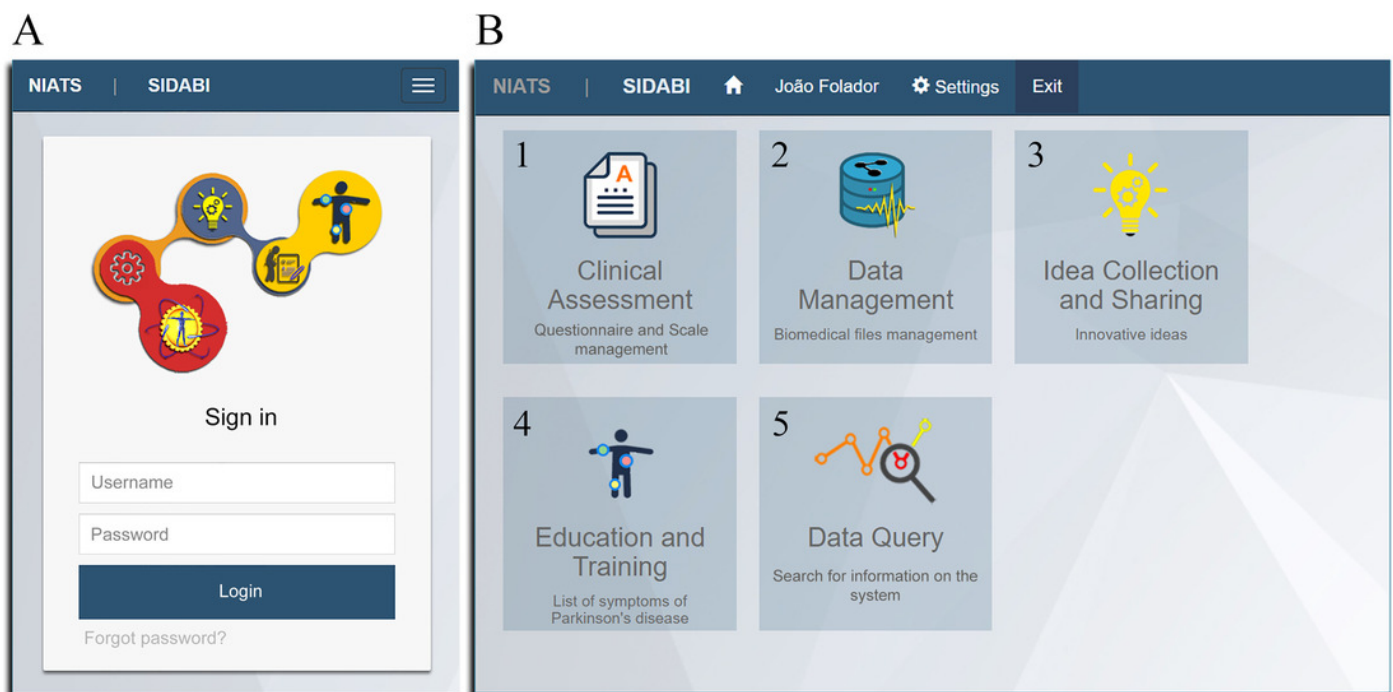 A
NIATS | SIDABI
Sign in
Username
Password
Login
Forgot password?
B
NIATS | SIDABI João Folador Settings Exit
1
A
Clinical
Assessment
Questionnaire and Scale
management
2
Data
Management
Biomedical files management
3
Idea Collection
and Sharing
Innovative ideas
4
Education and
Training
List of symptoms of
Parkinson's disease
5
Data Query
Search for information on the
system